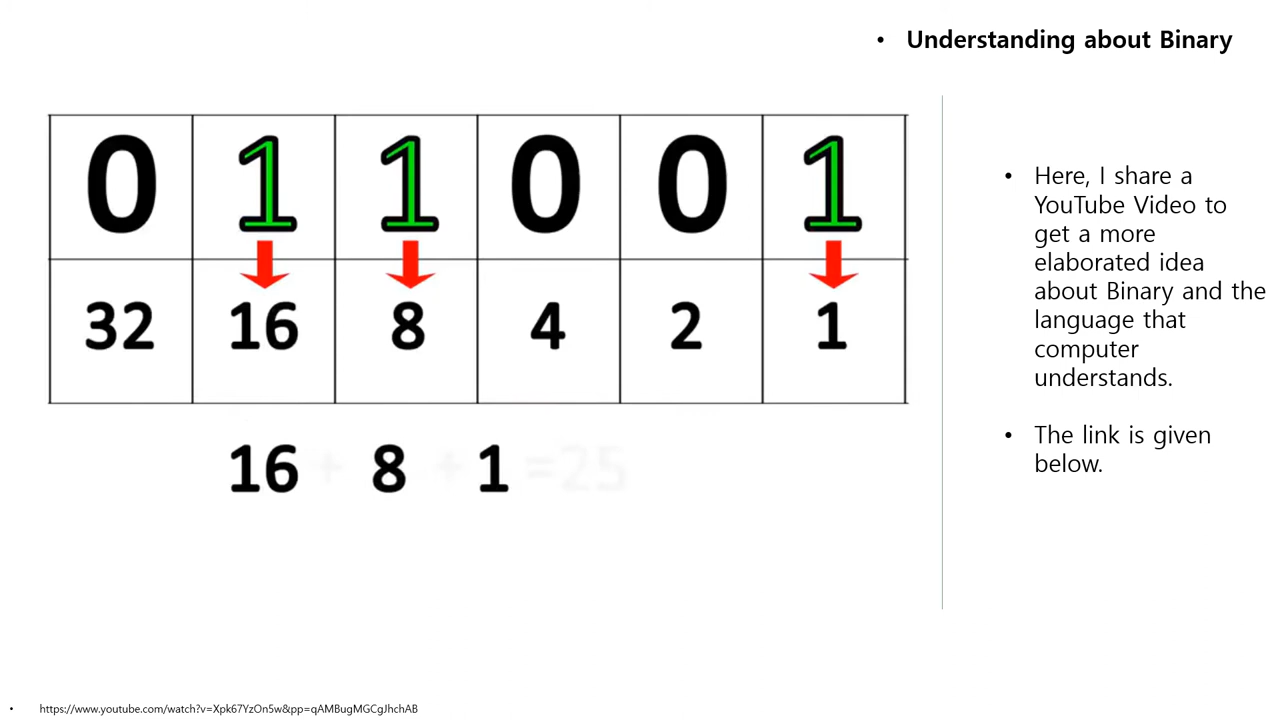 Understanding about Binary
0 1 1 0 0 1
32 16 8 4 2 1
16 + 8 + 1 = 25
Here, I share a
YouTube Video to
get a more
elaborated idea
about Binary and the
language that
computer
understands.
The link is given
below.
https://www.youtube.com/watch?v=Xpk67YzOn5w&pp=qAMBugMGCgJhchAB